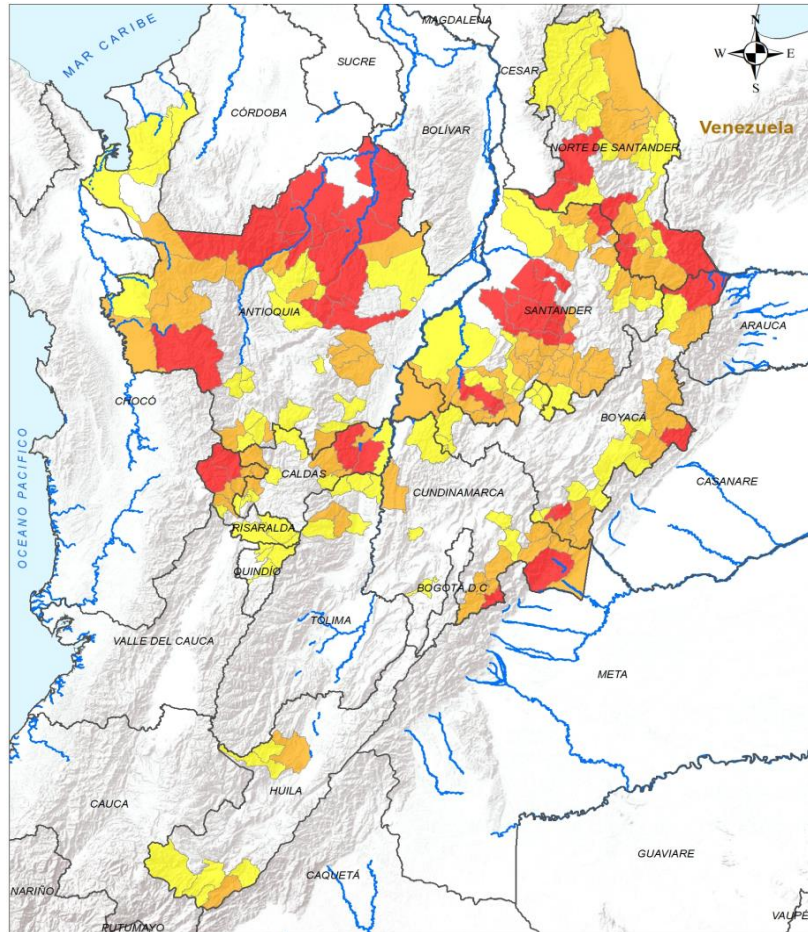 MAGDALENA
N
MAR CARIBE
SUCRE
CESAR
W
E
S
CÓRDOBA
BOLÍVAR
Venezuela
NORTE DE SANTANDER
ANTIOQUIA
SANTANDER
ARAUCA
CHOCÓ
BOYACÁ
OCEANO PACIFICO
CALDAS
CUNDINAMARCA
CASANARE
RISARALDA
QUINDÍO
BOGOTÁ, D.C
TOLIMA
VALLE DEL CAUCA
META
HUILA
CAUCA
GUAVIARE
CAQUETÁ
NARIÑO
PUTUMAYO
VAUPÉ